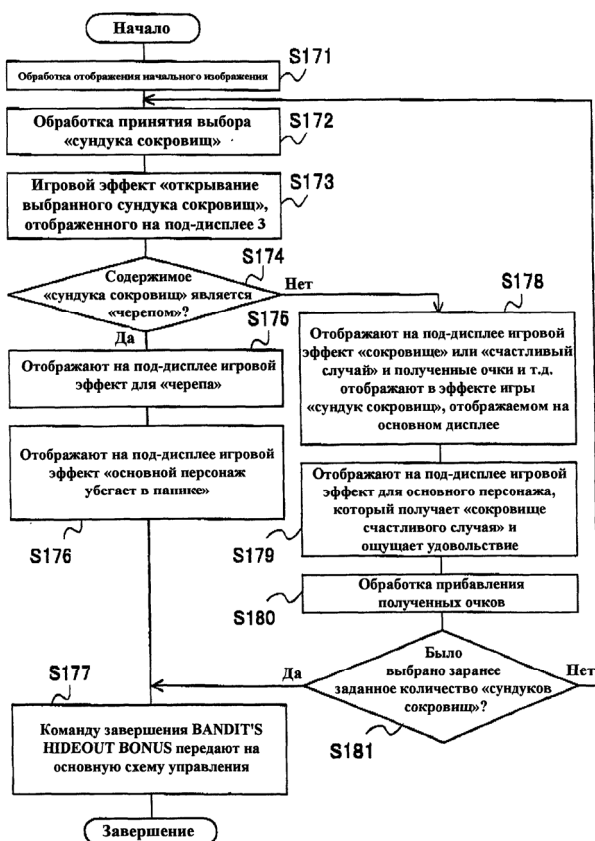 Начало
S171
Обработка отображения начального изображения
Обработка принятия выбора
«сундука сокровищ»
S172
Игровой эффект «открывание
выбранного сундука сокровищ»,
отображенного на под-дисплее 3
S173
S174
Содержимое
«сундука сокровищ» является
«черепом»?
Нет
Да
S175
Отображают на под-дисплее игровой
эффект для «черепа»
Отображают на под-дисплее игровой
эффект «основной персонаж
убегает в панике»
S176
S178
Отображают на под-дисплее игровой
эффект «сокровище» или «счастливый
случай» и полученные очки и т.д.
отображают в эффекте игры
«сундук сокровищ», отображаемом на
основном дисплее
Отображают на под-дисплее игровой
эффект для основного персонажа,
который получает «сокровище
счастливого случая» и
ощущает удовольствие
S179
Обработка прибавления
полученных очков
S180
Было
выбрано заранее
заданное количество «сундуков
сокровищ»?
Да
Нет
S181
S177
Команду завершения BANDIT'S
HIDEOUT BONUS передают на
основную схему управления
Завершение